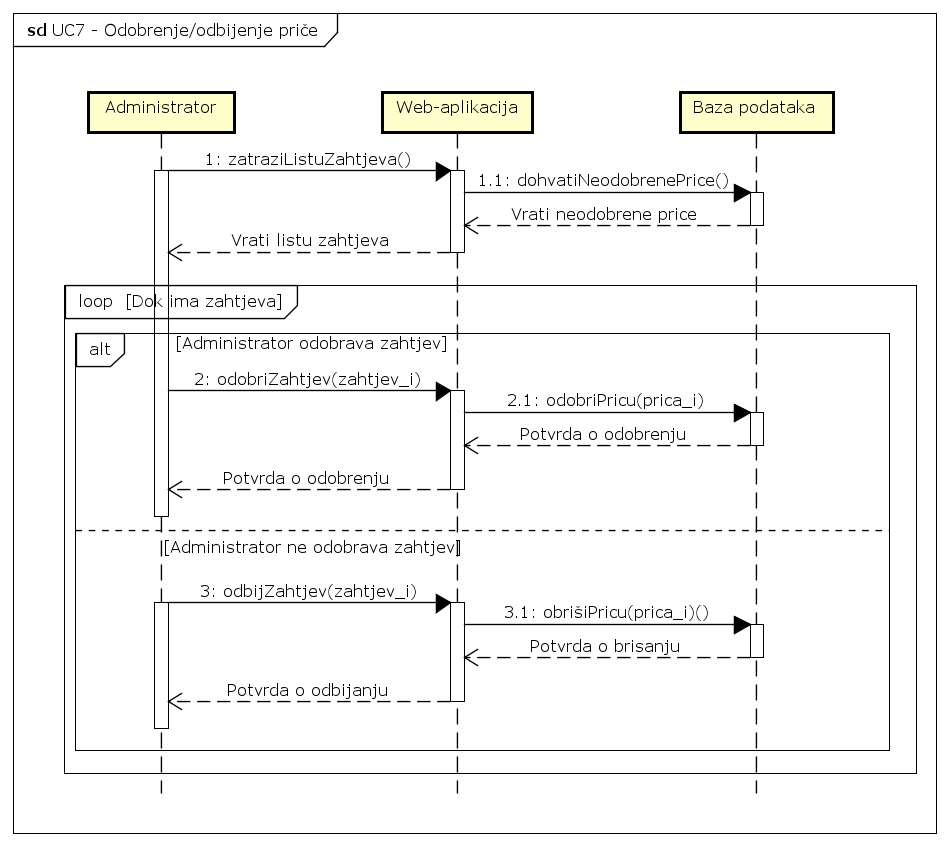 sd UC7 - Odobrenje/odbijenje priče
Administrator
Web-aplikacija
Baza podataka
1: zatraziListuZahtjeva()
1.1: dohvatiNeodobrenePrice()
Vrati neodobrene price
Vrati listu zahtjeva
loop [Dok ima zahtjeva]
alt
[Administrator odobrava zahtjev]
2: odobriZahtjev(zahtjev_i)
2.1: odobriPricu(prica_i)
Potvrda o odobrenju
Potvrda o odobrenju
[Administrator ne odobrava zahtjev]
3: odbijZahtjev(zahtjev_i)
3.1: obrišiPricu(prica_i)()
Potvrda o brisanju
Potvrda o odbijanju